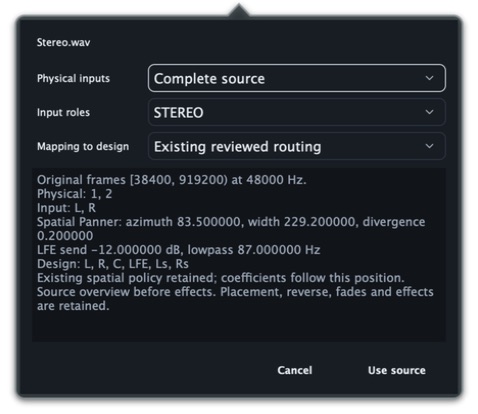 Stereo.wav
Physical inputs
Complete source
Input roles
STEREO
Mapping to design
Existing reviewed routing
Original frames [38400, 919200) at 48000 Hz.
Physical: 1, 2
Input: L, R
Spatial Panner: azimuth 83.500000, width 229.200000, divergence
0.200000
LFE send -12.000000 dB, lowpass 87.000000 Hz
Design: L, R, C, LFE, Ls, Rs
Existing spatial policy retained; coefficients follow this position.
Source overview before effects. Placement, reverse, fades and effects
are retained.
Cancel
Use source